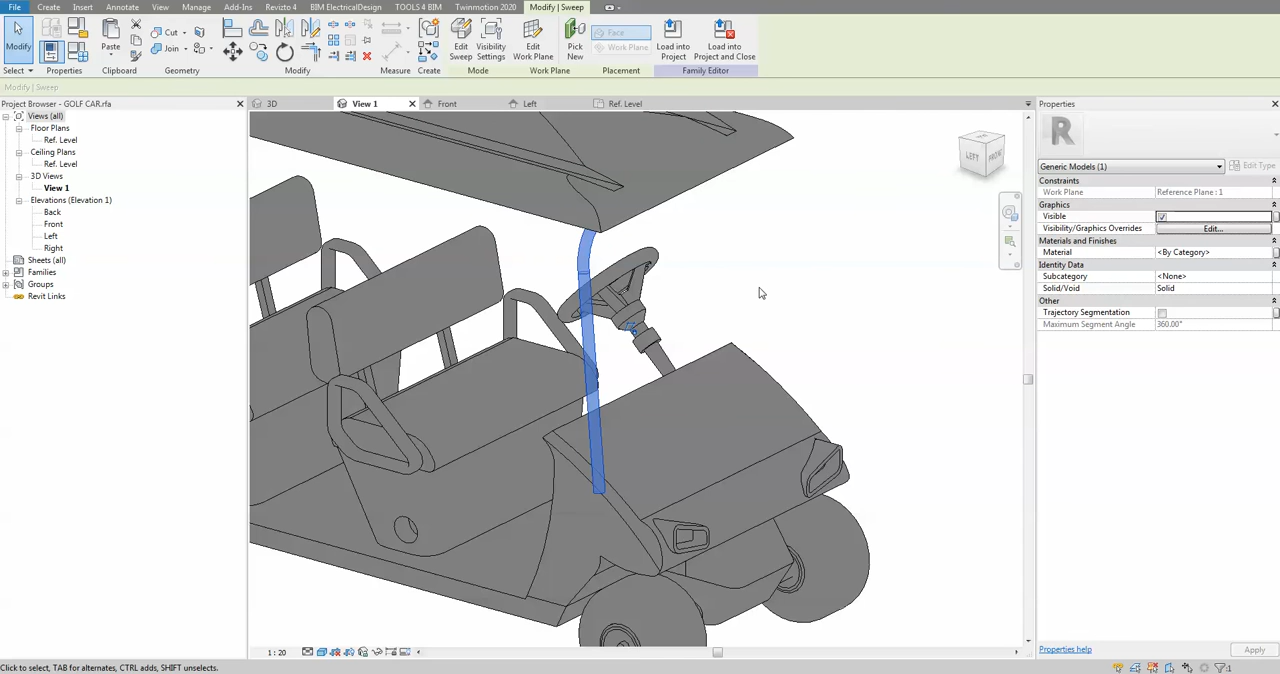 File Create Insert Annotate View Manage Add-Ins Revizto 4 BIM ElectricalDesign TOOLS 4 BIM Twinmotion 2020 Modify | Sweep
Modify Paste Cut Join Edit Sweep Visibility Settings Edit Work Plane Pick New Face Work Plane Load into Project Load into Project and Close
Select Properties Clipboard Geometry Modify Measure Create Mode Work Plane Placement Family Editor
Modify | Sweep
Project Browser - GOLF CAR.rfa
Views (all)
Floor Plans
Ref. Level
Ceiling Plans
Ref. Level
3D Views
View 1
Elevations (Elevation 1)
Back
Front
Left
Right
Sheets (all)
Families
Groups
Revit Links
3D View 1 Front Left Ref. Level
LEFT FRONT
Properties
R
Generic Models (1) Edit Type
Constraints
Work Plane Reference Plane : 1
Graphics
Visible
Visibility/Graphics Overrides Edit...
Materials and Finishes
Material <By Category>
Identity Data
Subcategory <None>
Solid/Void Solid
Other
Trajectory Segmentation
Maximum Segment Angle 360.00°
Properties help Apply
1 : 20
Click to select, TAB for alternates, CTRL adds, SHIFT unselects.
:1